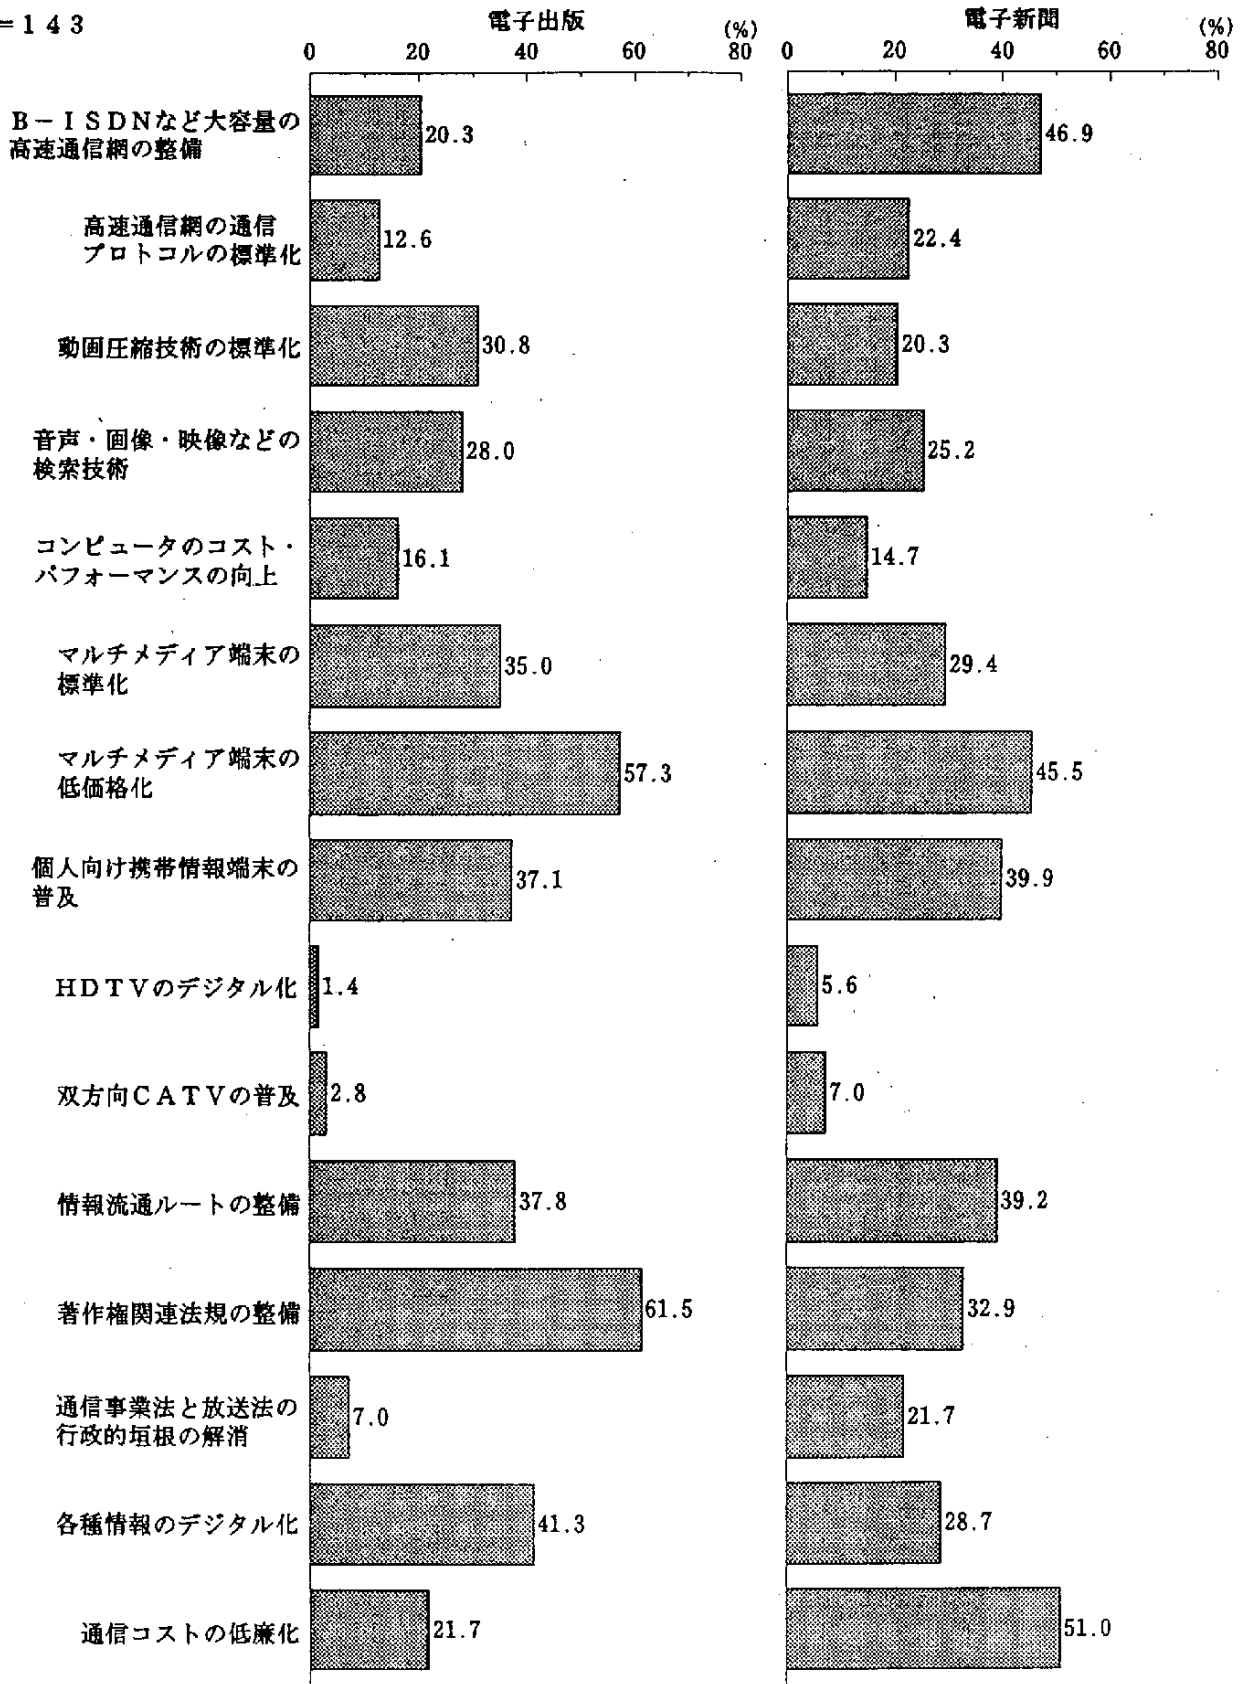 =143
電子出版
(%)
0 20 40 60 80
電子新聞
(%)
0 20 40 60 80
B-ISDNなど大容量の
高速通信網の整備
20.3
46.9
高速通信網の通信
プロトコルの標準化
12.6
22.4
動画圧縮技術の標準化
30.8
20.3
音声・画像・映像などの
検索技術
28.0
25.2
コンピュータのコスト・
パフォーマンスの向上
16.1
14.7
マルチメディア端末の
標準化
35.0
29.4
マルチメディア端末の
低価格化
57.3
45.5
個人向け携帯情報端末の
普及
37.1
39.9
HDTVのデジタル化
1.4
5.6
双方向CATVの普及
2.8
7.0
情報流通ルートの整備
37.8
39.2
著作権関連法規の整備
61.5
32.9
通信事業法と放送法の
行政的垣根の解消
7.0
21.7
各種情報のデジタル化
41.3
28.7
通信コストの低廉化
21.7
51.0